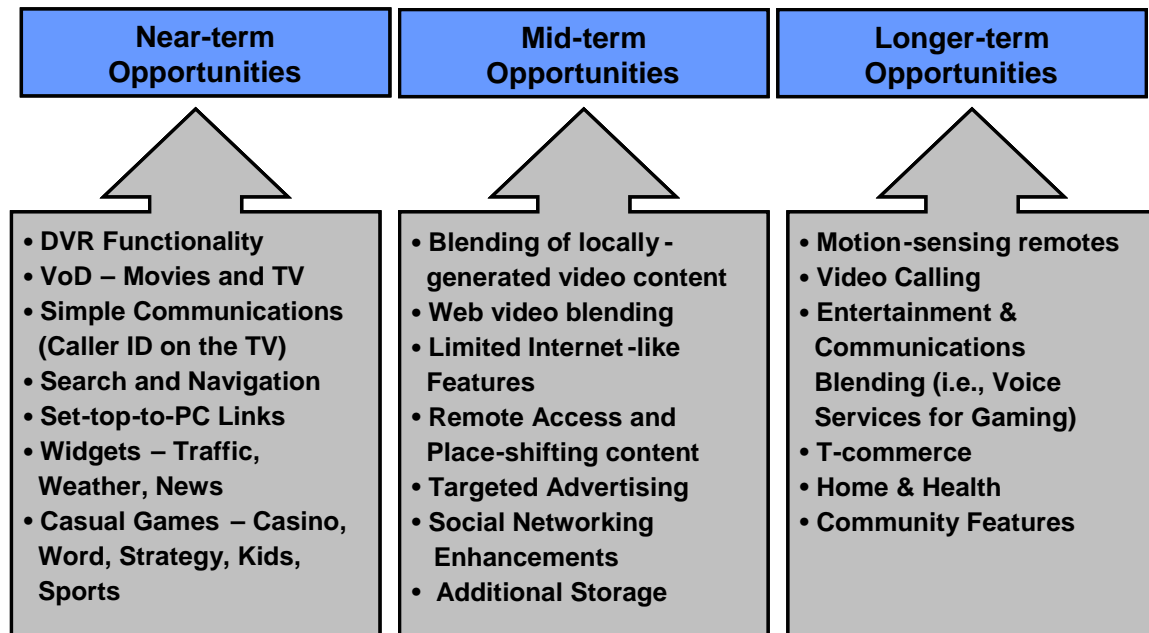 Near-term
Opportunities
• DVR Functionality
• VoD – Movies and TV
• Simple Communications
(Caller ID on the TV)
• Search and Navigation
• Set-top-to-PC Links
• Widgets – Traffic,
Weather, News
• Casual Games – Casino,
Word, Strategy, Kids,
Sports
Mid-term
Opportunities
• Blending of locally-
generated video content
• Web video blending
• Limited Internet-like
Features
• Remote Access and
Place-shifting content
• Targeted Advertising
• Social Networking
Enhancements
• Additional Storage
Longer-term
Opportunities
• Motion-sensing remotes
• Video Calling
• Entertainment &
Communications
Blending (i.e., Voice
Services for Gaming)
• T-commerce
• Home & Health
• Community Features